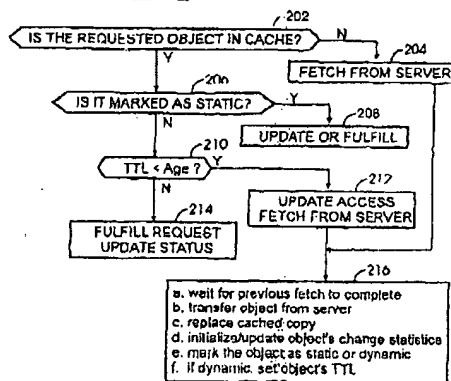 202
IS THE REQUESTED OBJECT IN CACHE?
N
Y
204
FETCH FROM SERVER
206
IS IT MARKED AS STATIC?
Y
N
208
UPDATE OR FULFILL
210
TTL < Age ?
Y
N
212
UPDATE ACCESS
FETCH FROM SERVER
214
FULFILL REQUEST
UPDATE STATUS
216
a. wait for previous fetch to complete
b. transfer object from server
c. replace cached copy
d. initialize/update object's change statistics
e. mark the object as static or dynamic
f. If dynamic, set object's TTL